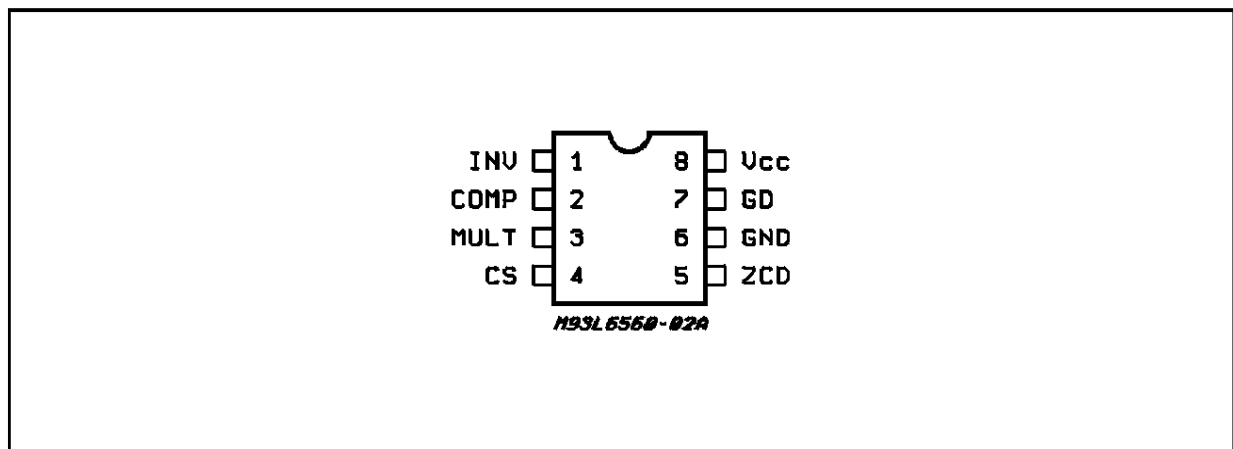 INV 1 8 Vcc
COMP 2 7 GD
MULT 3 6 GND
CS 4 5 ZCD
M93L6560-02A